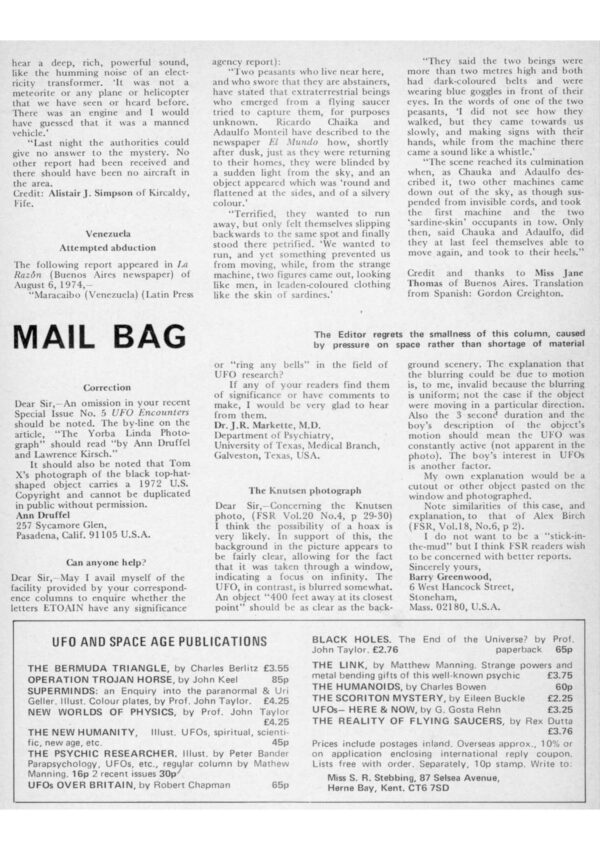 hear a deep, rich, powerful sound,
like the humming noise of an elect-
ricity transformer. 'It was not a
meteorite or any plane or helicopter
that we have seen or heard before.
There was an engine and I would
have guessed that it was a manned
vehicle.'
"Last night the authorities could
give no answer to the mystery. No
other report had been received and
there should have been no aircraft in
the area.
Credit: Alistair J. Simpson of Kircaldy,
Fife.
Venezuela
Attempted abduction
The following report appeared in La
Razón (Buenos Aires newspaper) of
August 6, 1974,—
"Maracaibo (Venezuela) (Latin Press
agency report):
"Two peasants who live near here,
and who swore that they are abstainers,
have stated that extraterrestrial beings
who emerged from a flying saucer
tried to capture them, for purposes
unknown. Ricardo Chaika and
Adaulfo Monteil have described to the
newspaper El Mundo how, shortly
after dusk, just as they were returning
to their homes, they were blinded by
a sudden light from the sky, and an
object appeared which was 'round and
flattened at the sides, and of a silvery
colour.'
"Terrified, they wanted to run
away, but only felt themselves slipping
backwards to the same spot and finally
stood there petrified. 'We wanted to
run, and yet something prevented us
from moving, while, from the strange
machine, two figures came out, looking
like men, in leaden-coloured clothing
like the skin of sardines.'
"They said the two beings were
more than two metres high and both
had dark-coloured belts and were
wearing blue goggles in front of their
eyes. In the words of one of the two
peasants, 'I did not see how they
walked, but they came towards us
slowly, and making signs with their
hands, while from the machine there
came a sound like a whistle.'
"The scene reached its culmination
when, as Chauka and Adaulfo des-
cribed it, two other machines came
down out of the sky, as though sus-
pended from invisible cords, and took
the first machine and the two
'sardine-skin' occupants in tow. Only
then, said Chauka and Adaulfo, did
they at last feel themselves able to
move again, and took to their heels."
Credit and thanks to Miss Jane
Thomas of Buenos Aires. Translation
from Spanish: Gordon Creighton.
MAIL BAG
The Editor regrets the smallness of this column, caused
by pressure on space rather than shortage of material
Correction
Dear Sir,—An omission in your recent
Special Issue No. 5 UFO Encounters
should be noted. The by-line on the
article, "The Yorba Linda Photo-
graph" should read "by Ann Druffel
and Lawrence Kirsch."
It should also be noted that Tom
X's photograph of the black top-hat-
shaped object carries a 1972 U.S.
Copyright and cannot be duplicated
in public without permission.
Ann Druffel
257 Sycamore Glen,
Pasadena, Calif. 91105 U.S.A.
Can anyone help?
Dear Sir,—May I avail myself of the
facility provided by your correspond-
ence columns to enquire whether the
letters ETOAIN have any significance
or "ring any bells" in the field of
UFO research?
If any of your readers find them
of significance or have comments to
make, I would be very glad to hear
from them.
Dr. J.R. Markette, M.D.
Department of Psychiatry,
University of Texas, Medical Branch,
Galveston, Texas, USA.
The Knutsen photograph
Dear Sir,—Concerning the Knutsen
photo, (FSR Vol.20 No.4, p 29-30)
I think the possibility of a hoax is
very likely. In support of this, the
background in the picture appears to
be fairly clear, allowing for the fact
that it was taken through a window,
indicating a focus on infinity. The
UFO, in contrast, is blurred somewhat.
An object "400 feet away at its closest
point" should be as clear as the back-
ground scenery. The explanation that
the blurring could be due to motion
is, to me, invalid because the blurring
is uniform; not the case if the object
were moving in a particular direction.
Also the 3 second duration and the
boy's description of the object's
motion should mean the UFO was
constantly active (not apparent in the
photo). The boy's interest in UFOs
is another factor.
My own explanation would be a
cutout or other object pasted on the
window and photographed.
Note similarities of this case, and
explanation, to that of Alex Birch
(FSR, Vol.18, No.6, p 2).
I do not want to be a "stick-in-
the-mud" but I think FSR readers wish
to be concerned with better reports.
Sincerely yours,
Barry Greenwood,
6 West Hancock Street,
Stoneham,
Mass. 02180, U.S.A.
UFO AND SPACE AGE PUBLICATIONS
THE BERMUDA TRIANGLE, by Charles Berlitz £3.55
OPERATION TROJAN HORSE, by John Keel 85p
SUPERMINDS: an Enquiry into the paranormal & Uri
Geller. Illust. Colour plates, by Prof. John Taylor. £4.25
NEW WORLDS OF PHYSICS, by Prof. John Taylor
£4.25
THE NEW HUMANITY, Illust. UFOs, spiritual, scienti-
fic, new age, etc. 45p
THE PSYCHIC RESEARCHER. Illust. by Peter Bander
Parapsychology, UFOs, etc., regular column by Mathew
Manning. 16p 2 recent issues 30p
UFOs OVER BRITAIN, by Robert Chapman 65p
BLACK HOLES. The End of the Universe? by Prof.
John Taylor. £2.76 paperback 65p
THE LINK, by Matthew Manning. Strange powers and
metal bending gifts of this well-known psychic £3.75
THE HUMANOIDS, by Charles Bowen 60p
THE SCORITON MYSTERY, by Eileen Buckle £2.25
UFOs— HERE & NOW, by G. Gosta Rehn £3.25
THE REALITY OF FLYING SAUCERS, by Rex Dutta
£3.76
Prices include postages inland. Overseas approx., 10% or
on application enclosing international reply coupon.
Lists free with order. Separately, 10p stamp. Write to:
Miss S. R. Stebbing, 87 Selsea Avenue,
Herne Bay, Kent. CT6 7SD